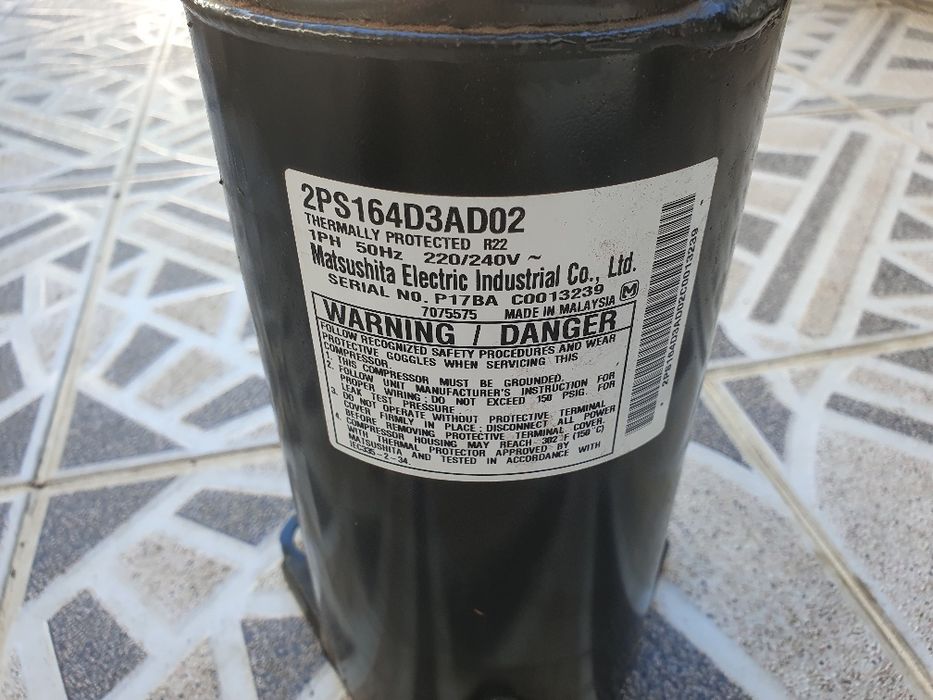 2PS164D3AD02
THERMALLY PROTECTED R22
1PH 50Hz 220/240V ~
Matsushita Electric Industrial Co., Ltd.
SERIAL NO. P17BA C0013239
7075575 MADE IN MALAYSIA M
WARNING / DANGER
FOLLOW RECOGNIZED SAFETY PROCEDURES AND WEAR
PROTECTIVE GOGGLES WHEN SERVICING THIS
COMPRESSOR
1. THIS COMPRESSOR MUST BE GROUNDED.
2. FOLLOW UNIT MANUFACTURER'S INSTRUCTION FOR
PROPER WIRING; DO NOT EXCEED 150 PSIG. FOR
LEAK TEST PRESSURE
3. DO NOT OPERATE WITHOUT PROTECTIVE TERMINAL
COVER FIRMLY IN PLACE; DISCONNECT ALL POWER
BEFORE REMOVING PROTECTIVE TERMINAL COVER.
4. COMPRESSOR HOUSING MAY REACH 302°F (150°C)
WITH THERMAL PROTECTOR APPROVED BY
MATSUSHITA AND TESTED IN ACCORDANCE WITH
IEC335-2-34.
2PS164D3AD02C0013239